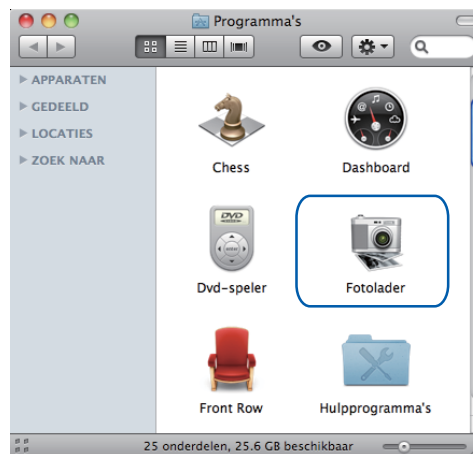 Programma's
APPARATEN
GEDEELD
LOCATIES
ZOEK NAAR
Chess
Dashboard
DVD
Dvd-speler
Fotolader
Front Row
Hulpprogramma's
25 onderdelen, 25.6 GB beschikbaar